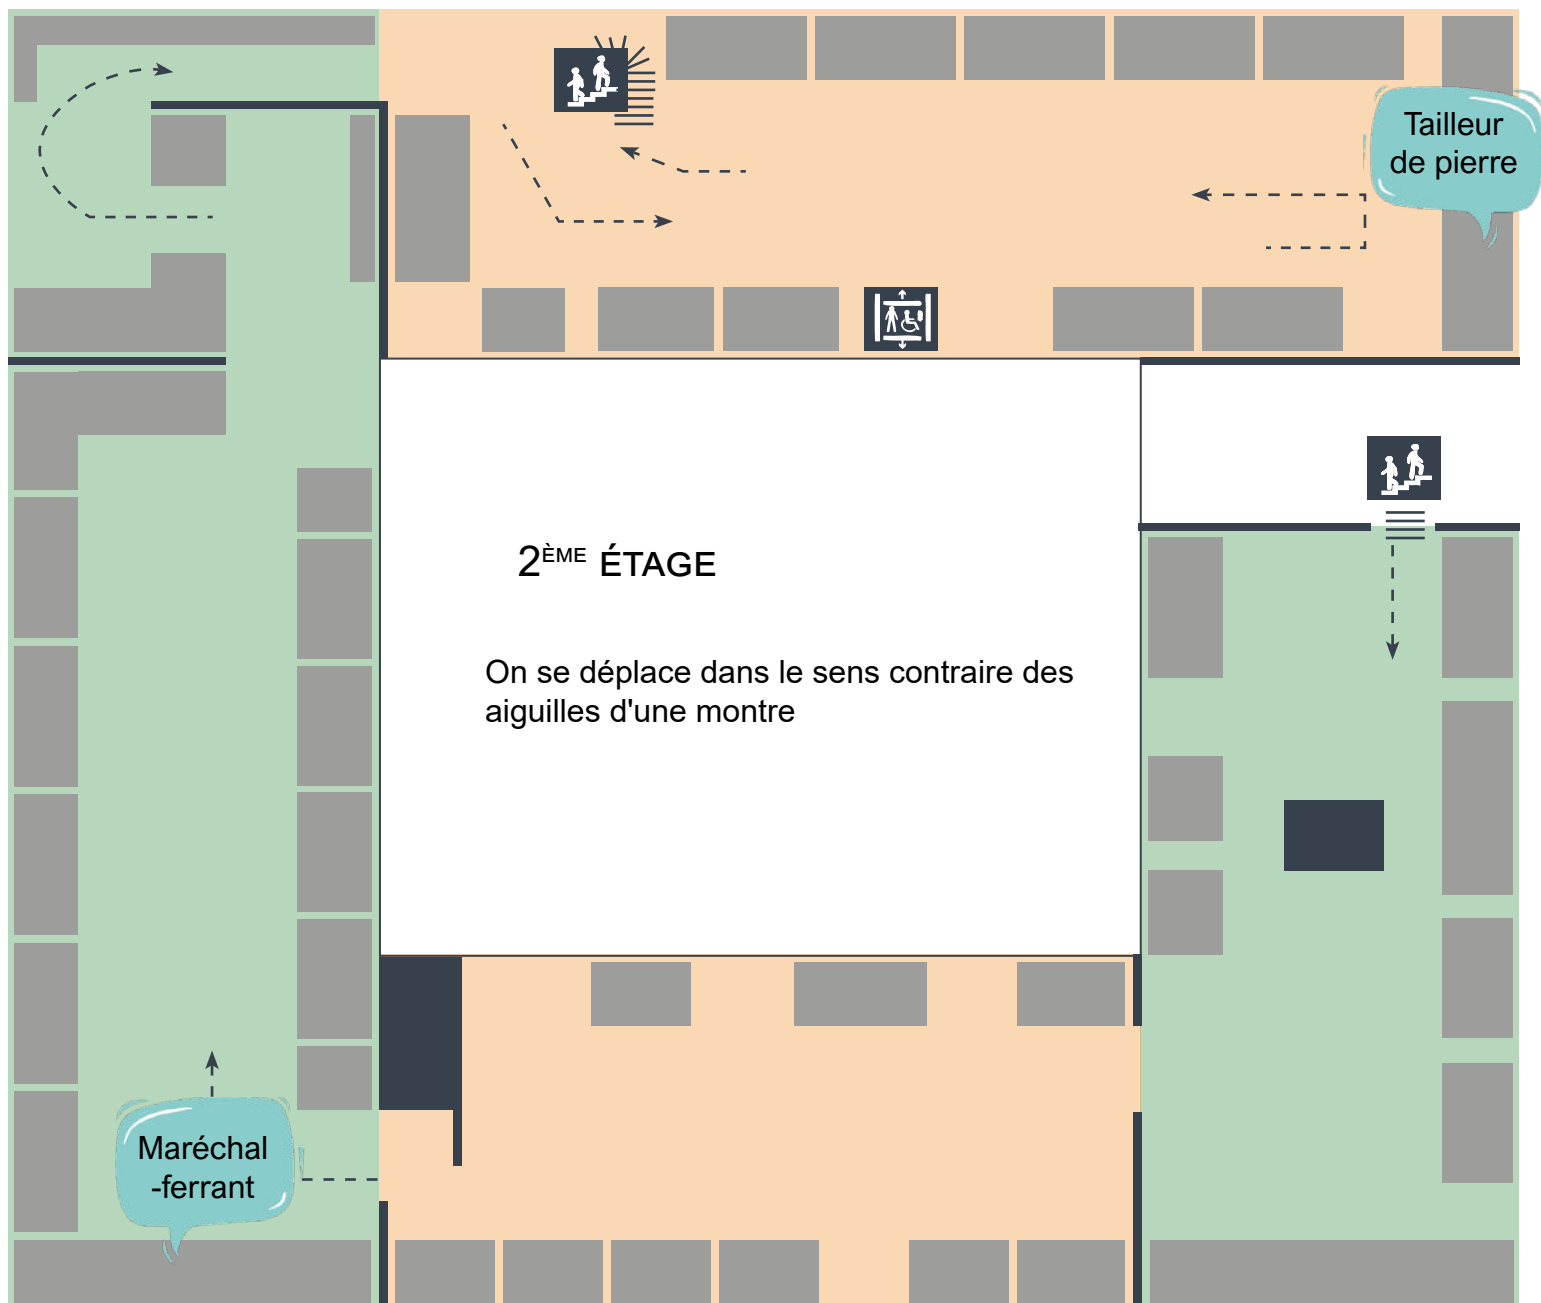 Tailleur
de pierre
2ÈME ÉTAGE
On se déplace dans le sens contraire des
aiguilles d'une montre
Maréchal
-ferrant